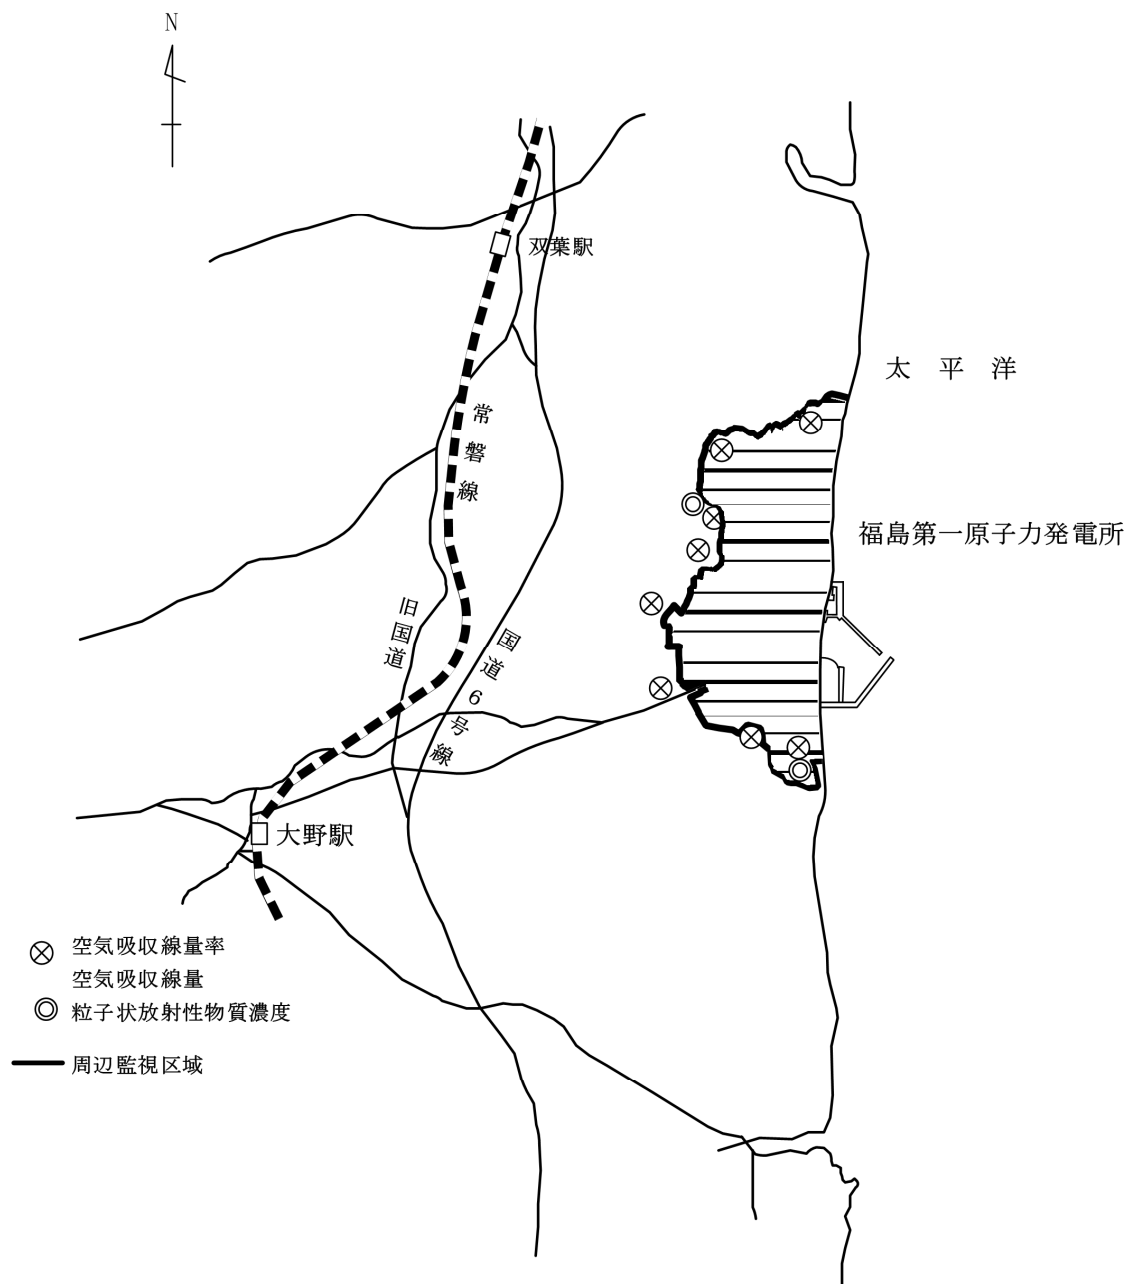 N
双葉駅
太 平 洋
常磐線
福島第一原子力発電所
旧国道
国道6号線
大野駅
空気吸収線量率
空気吸収線量
粒子状放射性物質濃度
周辺監視区域